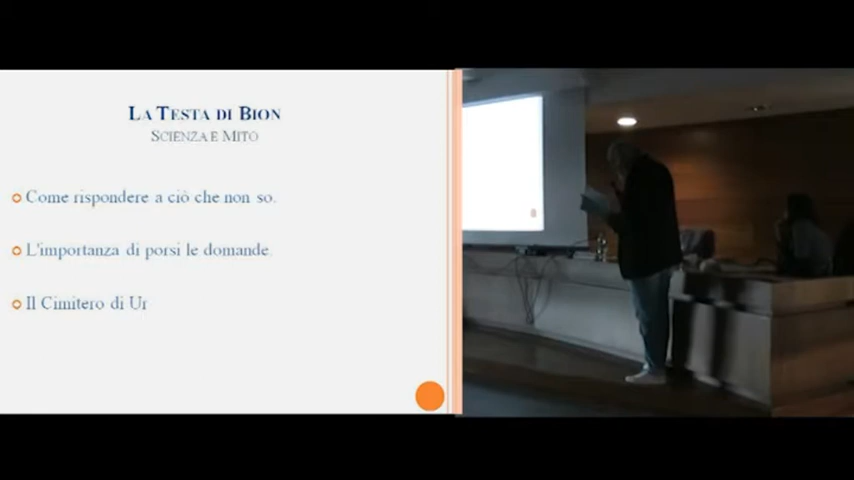 LA TESTA DI BION
SCIENZA E MITO
Come rispondere a ciò che non so.
L'importanza di porsi le domande.
Il Cimitero di Ur